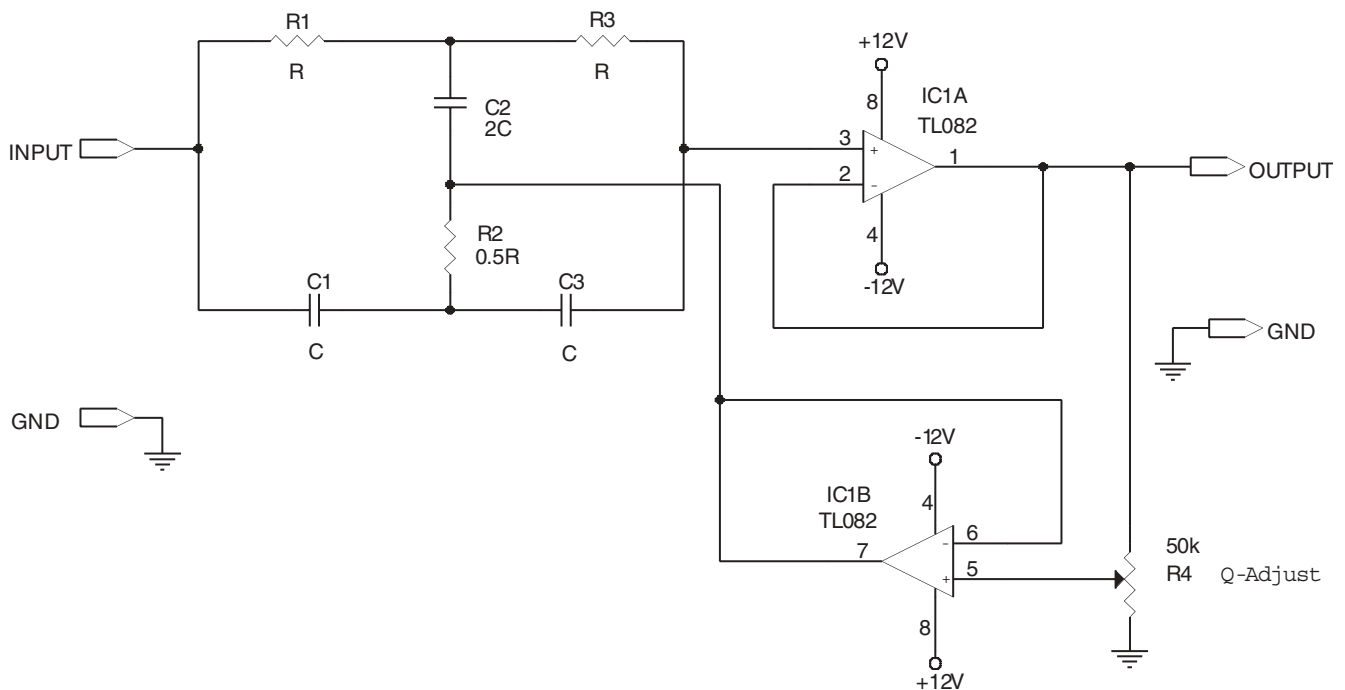 R1
R3
R
R
+12V
8
IC1A
TL082
C2
2C
INPUT
3
+
1
2
-
OUTPUT
4
-12V
R2
0.5R
C1
C3
C
C
GND
GND
-12V
4
IC1B
TL082
6
-
7
5
+
50k
R4 Q-Adjust
8
+12V